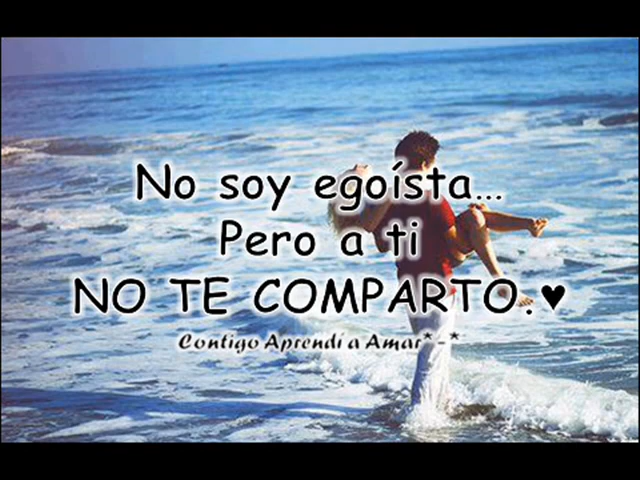 No soy egoísta...
Pero a ti
NO TE COMPARTO.♥
Contigo Aprendí a Amar*-*